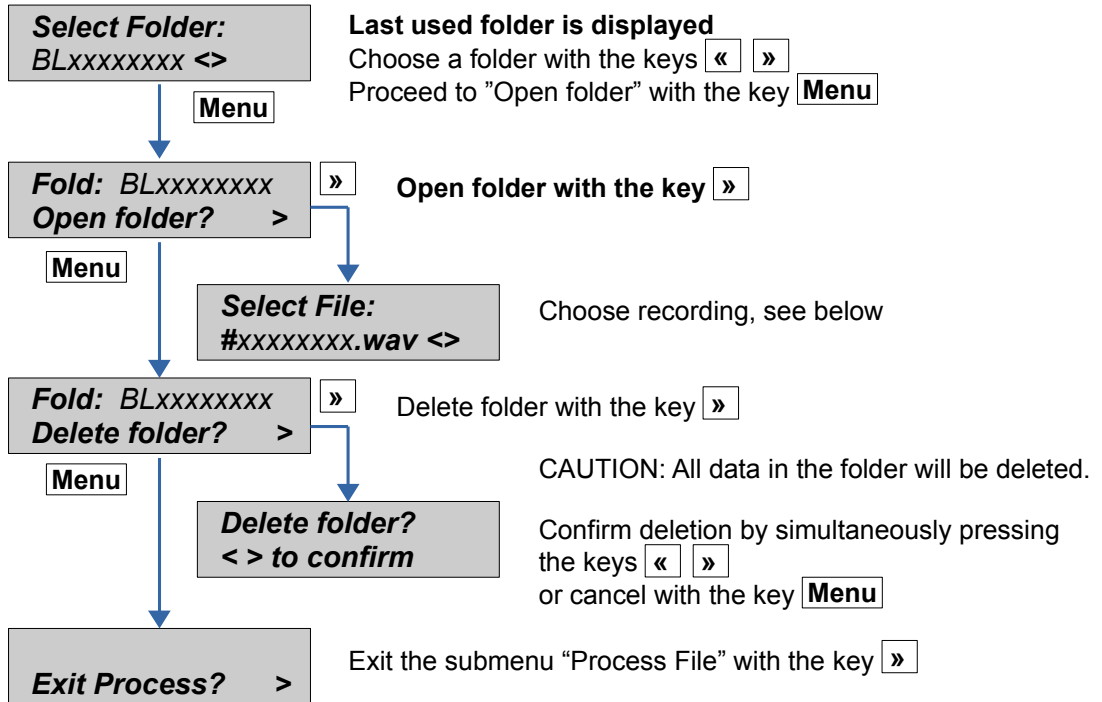 Select Folder:
BLxxxxxxxx <>
Last used folder is displayed
Choose a folder with the keys « »
Proceed to ”Open folder” with the key Menu
Menu
Fold: BLxxxxxxxx
Open folder? >
»
Open folder with the key »
Menu
Select File:
#xxxxxxxx.wav <>
Choose recording, see below
Fold: BLxxxxxxxx
Delete folder? >
»
Delete folder with the key »
Menu
CAUTION: All data in the folder will be deleted.
Delete folder?
< > to confirm
Confirm deletion by simultaneously pressing
the keys « »
or cancel with the key Menu
Exit Process? >
Exit the submenu “Process File” with the key »